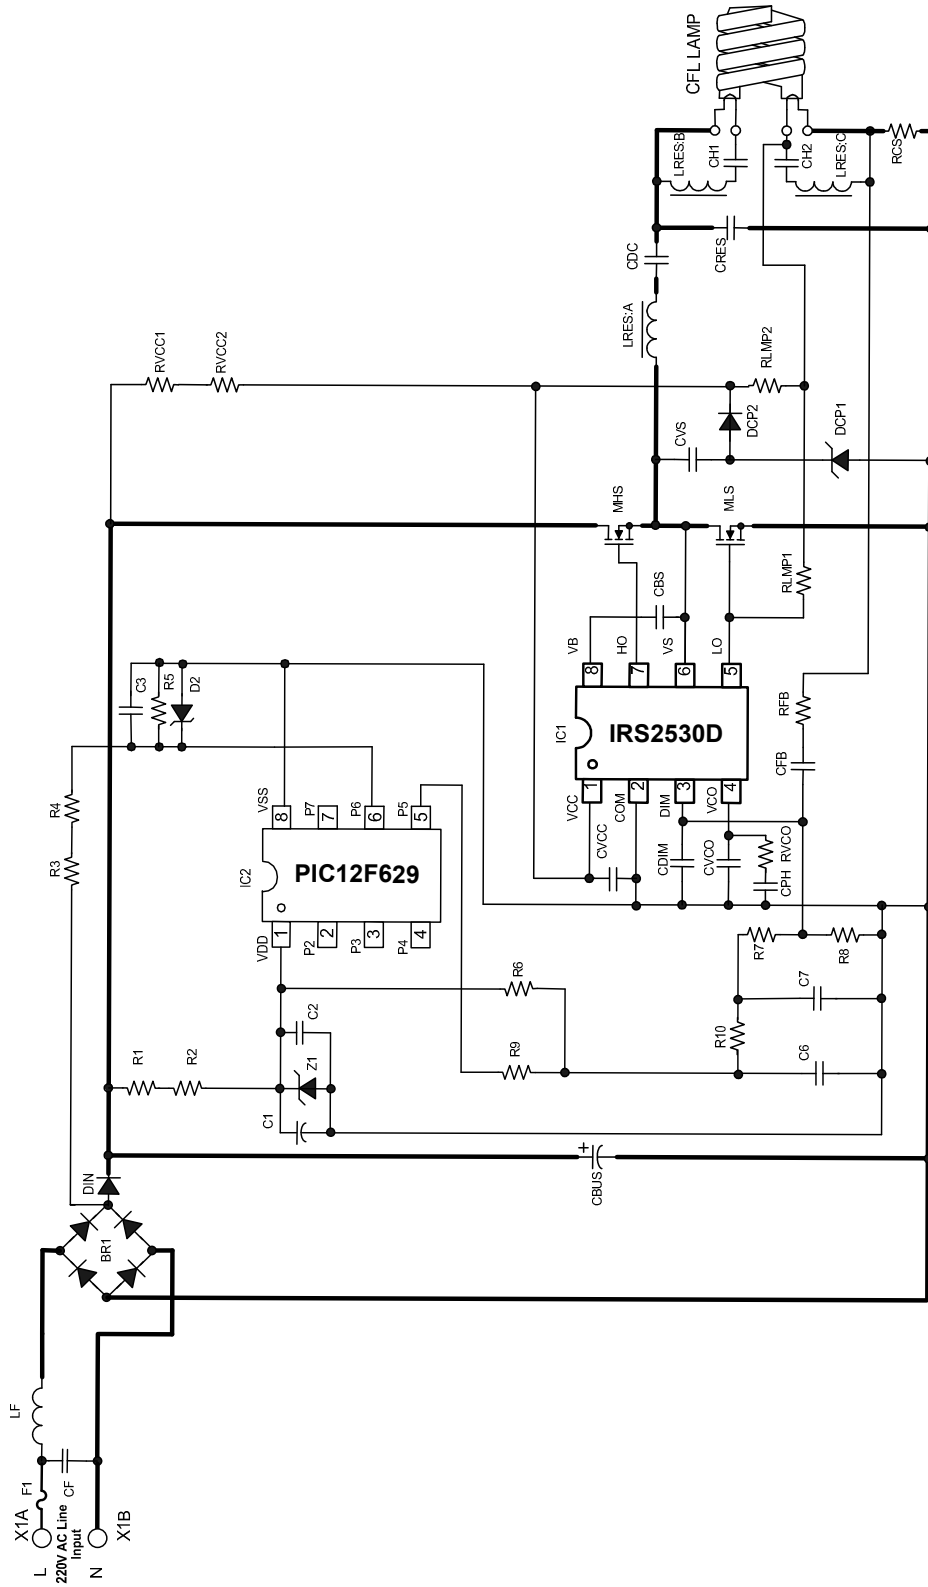 CFL LAMP
LRES:B
CH1
CH2
LRES:C
RCS
CDC
CRES
LRES:A
RVCC1
RVCC2
RLMP2
DCP2
DCP1
CVS
MHS
MLS
CBS
RLMP1
VB
HO
VS
LO
8
7
6
5
IC1
IRS2530D
1
2
3
4
VCC
COM
DIM
VCO
RFB
CFB
CVCC
CDIM
CVCO
CPH
RVCO
C3
R5
D2
R4
R3
VSS
P7
P6
P5
8
7
6
5
IC2
PIC12F629
1
2
3
4
VDD
P2
P3
P4
R7
R8
R6
C7
R10
C6
R9
C2
Z1
C1
R1
R2
+
CBUS
DIN
BR1
LF
F1
CF
X1A
L
220V AC Line
Input
N
X1B